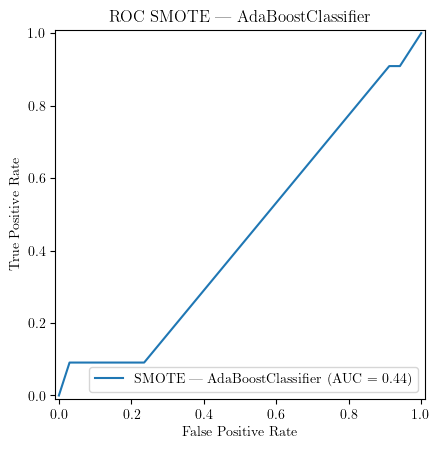 ROC SMOTE — AdaBoostClassifier
1.0
0.8
0.6
0.4
0.2
0.0
True Positive Rate
SMOTE — AdaBoostClassifier (AUC = 0.44)
0.0 0.2 0.4 0.6 0.8 1.0
False Positive Rate